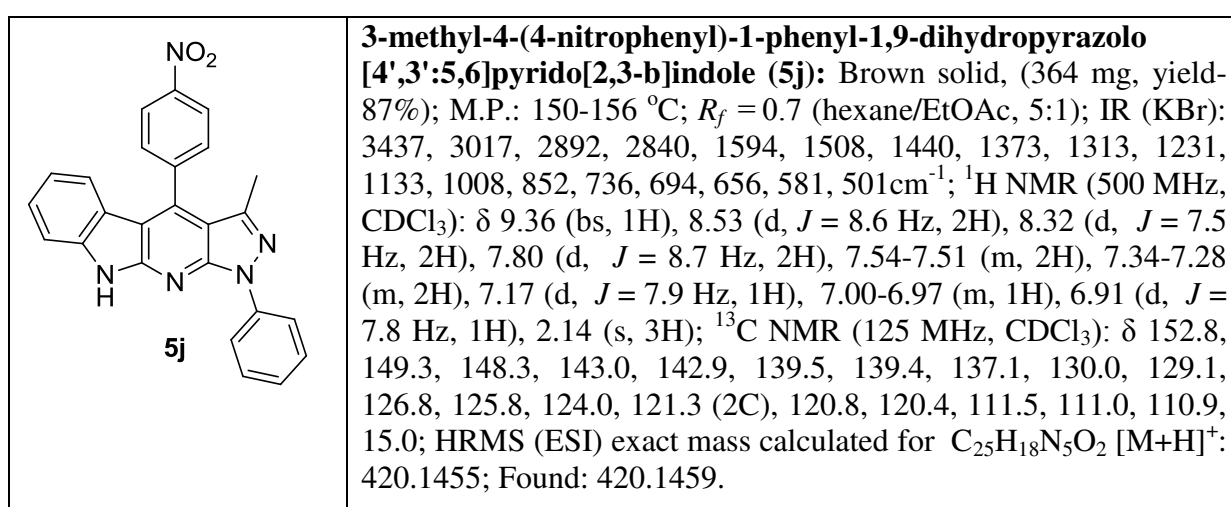 NO₂
N
H
N
N
N
5j
3-methyl-4-(4-nitrophenyl)-1-phenyl-1,9-dihydropyrazolo
[4',3':5,6]pyrido[2,3-b]indole (5j): Brown solid, (364 mg, yield-
87%); M.P.: 150-156 °C; Rf = 0.7 (hexane/EtOAc, 5:1); IR (KBr):
3437, 3017, 2892, 2840, 1594, 1508, 1440, 1373, 1313, 1231,
1133, 1008, 852, 736, 694, 656, 581, 501cm⁻¹; ¹H NMR (500 MHz,
CDCl₃): δ 9.36 (bs, 1H), 8.53 (d, J = 8.6 Hz, 2H), 8.32 (d, J = 7.5
Hz, 2H), 7.80 (d, J = 8.7 Hz, 2H), 7.54-7.51 (m, 2H), 7.34-7.28
(m, 2H), 7.17 (d, J = 7.9 Hz, 1H), 7.00-6.97 (m, 1H), 6.91 (d, J =
7.8 Hz, 1H), 2.14 (s, 3H); ¹³C NMR (125 MHz, CDCl₃): δ 152.8,
149.3, 148.3, 143.0, 142.9, 139.5, 139.4, 137.1, 130.0, 129.1,
126.8, 125.8, 124.0, 121.3 (2C), 120.8, 120.4, 111.5, 111.0, 110.9,
15.0; HRMS (ESI) exact mass calculated for C₂₅H₁₈N₅O₂ [M+H]⁺:
420.1455; Found: 420.1459.